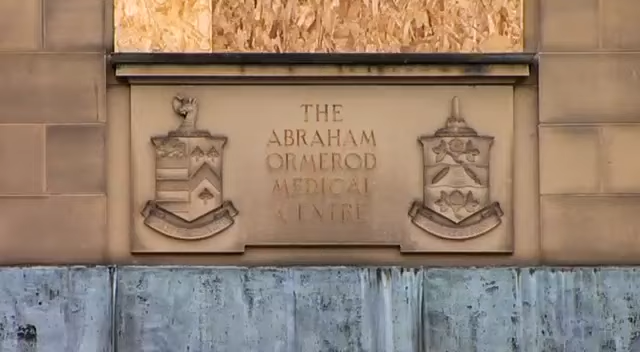 THE
ABRAHAM
ORMEROD
MEDICAL
CENTRE